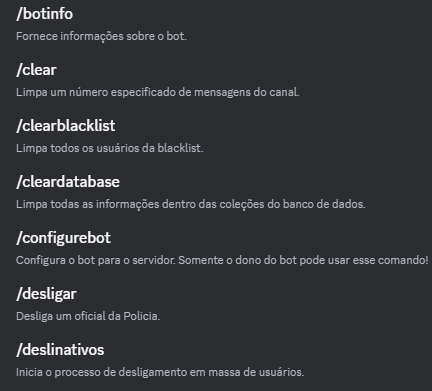 /botinfo
Fornece informações sobre o bot.
/clear
Limpa um número especificado de mensagens do canal.
/clearblacklist
Limpa todos os usuários da blacklist.
/cleardatabase
Limpa todas as informações dentro das coleções do banco de dados.
/configurebot
Configura o bot para o servidor. Somente o dono do bot pode usar esse comando!
/desligar
Desliga um oficial da Policia.
/deslinativos
Inicia o processo de desligamento em massa de usuários.